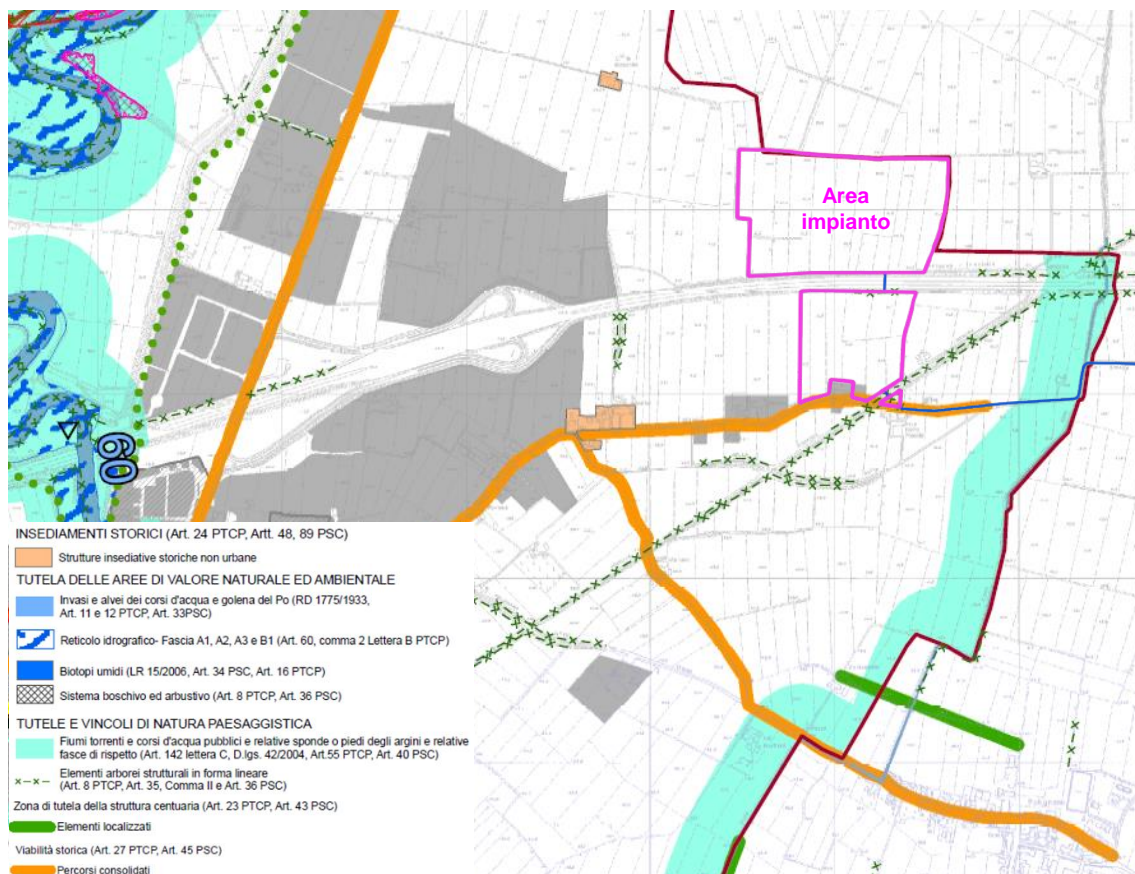 Area
impianto
60
INSEDIAMENTI STORICI (Art. 24 PTCP, Artt. 48, 89 PSC)
Strutture insediative storiche non urbane
TUTELA DELLE AREE DI VALORE NATURALE ED AMBIENTALE
Invasi e alvei dei corsi d'acqua e golena del Po (RD 1775/1933,
Art. 11 e 12 PTCP, Art. 33PSC)
Reticolo idrografico- Fascia A1, A2, A3 e B1 (Art. 60, comma 2 Lettera B PTCP)
Biotopi umidi (LR 15/2006, Art. 34 PSC, Art. 16 PTCP)
Sistema boschivo ed arbustivo (Art. 8 PTCP, Art. 36 PSC)
TUTELE E VINCOLI DI NATURA PAESAGGISTICA
Fiumi torrenti e corsi d'acqua pubblici e relative sponde o piedi degli argini e relative
fasce di rispetto (Art. 142 lettera C, D.lgs. 42/2004, Art.55 PTCP, Art. 40 PSC)
Elementi arborei strutturali in forma lineare
(Art. 8 PTCP, Art. 35, Comma II e Art. 36 PSC)
Zona di tutela della struttura centuaria (Art. 23 PTCP, Art. 43 PSC)
Elementi localizzati
Viabilità storica (Art. 27 PTCP, Art. 45 PSC)
Percorsi consolidati